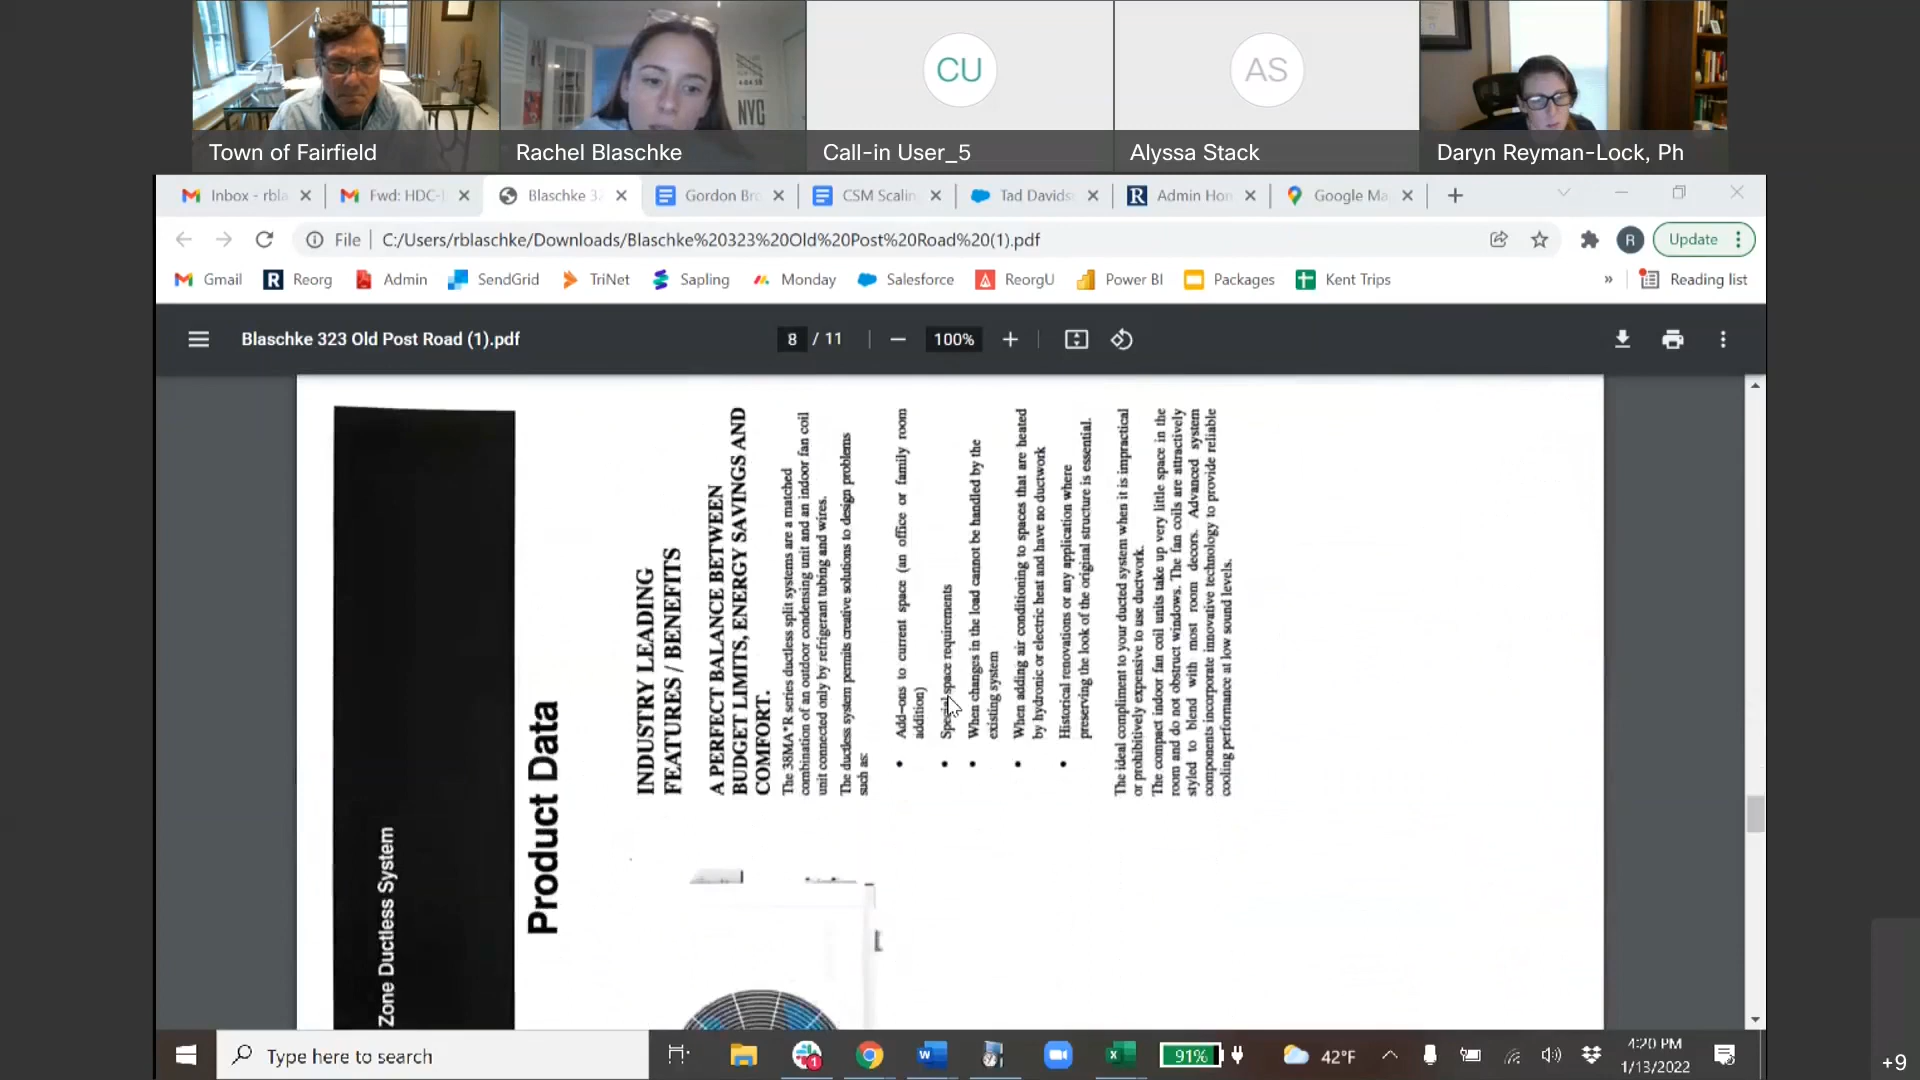 NYC
CU
AS
Town of Fairfield
Rachel Blaschke
Call-in User_5
Alyssa Stack
Daryn Reyman-Lock, Ph
Inbox - rbla
Fwd: HDC-
Blaschke 3
Gordon Bro
CSM Scalin
Tad Davids
R Admin Hon
Google Ma
File C:/Users/rblaschke/Downloads/Blaschke%20323%20Old%20Post%20Road%20(1).pdf
R
Update
Gmail
R Reorg
Admin
SendGrid
TriNet
Sapling
Monday
Salesforce
ReorgU
Power BI
Packages
Kent Trips
»
Reading list
Blaschke 323 Old Post Road (1).pdf
8 / 11
100%
Zone Ductless System
Product Data
INDUSTRY LEADING
FEATURES / BENEFITS
A PERFECT BALANCE BETWEEN
BUDGET LIMITS, ENERGY SAVINGS AND
COMFORT.
The 38MA*R series ductless split systems are a matched
combination of an outdoor condensing unit and an indoor fan coil
unit connected only by refrigerant tubing and wires.
The ductless system permits creative solutions to design problems
such as:
• Add-ons to current space (an office or family room
addition)
• Special space requirements
• When changes in the load cannot be handled by the
existing system
• When adding air conditioning to spaces that are heated
by hydronic or electric heat and have no ductwork
• Historical renovations or any application where
preserving the look of the original structure is essential.
The ideal compliment to your ducted system when it is impractical
or prohibitively expensive to use ductwork.
The compact indoor fan coil units take up very little space in the
room and do not obstruct windows. The fan coils are attractively
styled to blend with most room decors. Advanced system
components incorporate innovative technology to provide reliable
cooling performance at low sound levels.
Type here to search
1
91%
42°F
4:20 PM
1/13/2022
+9